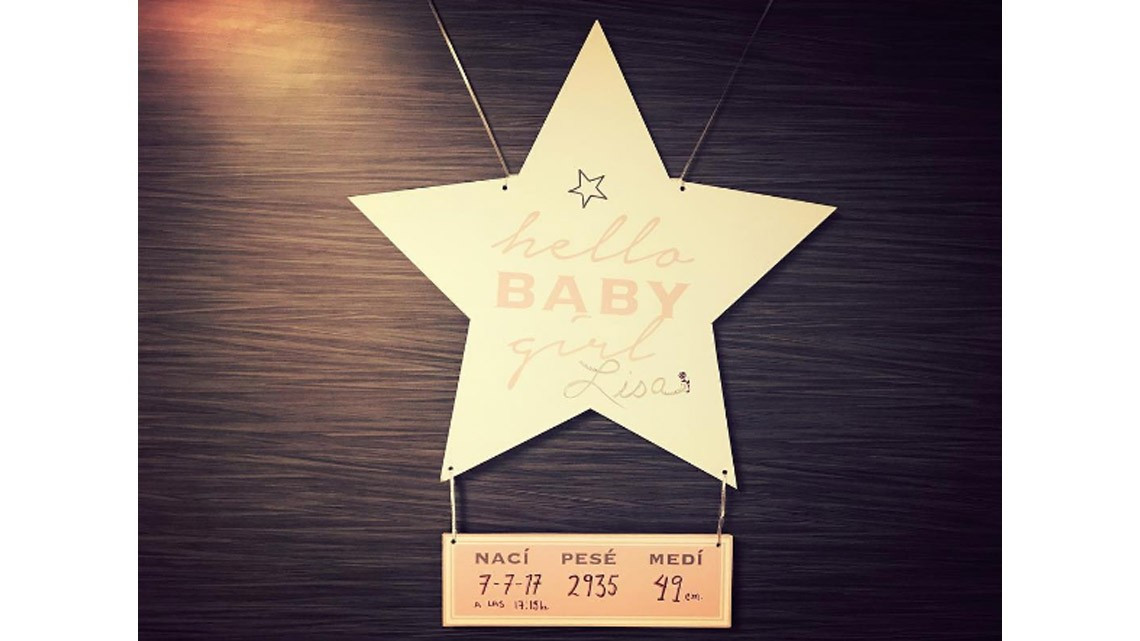 hello
BABY
girl
Lisa
NACÍ PESÉ MEDÍ
7-7-17 2935 49 cm.
A LAS 17:15h.